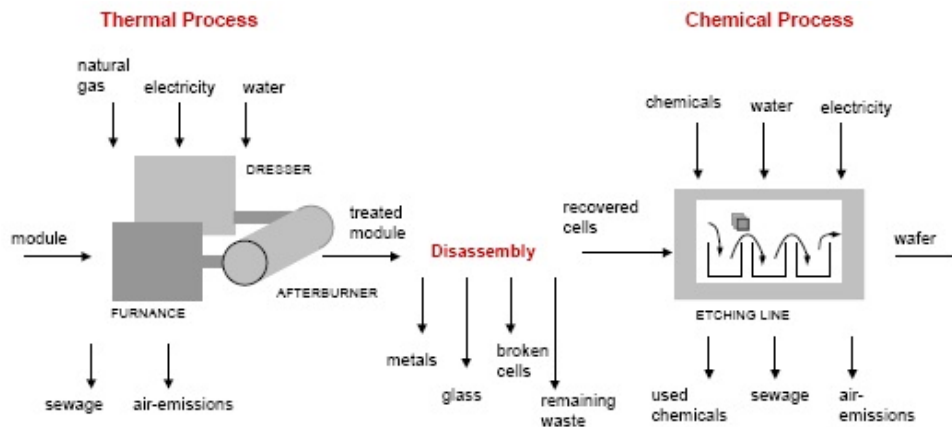 Thermal Process
Chemical Process
natural
gas
electricity
water
chemicals
water
electricity
DRESSER
module
treated
module
recovered
cells
wafer
Disassembly
AFTERBURNER
FURNANCE
ETCHING LINE
metals
glass
broken
cells
remaining
waste
sewage
air-emissions
used
chemicals
sewage
air-
emissions